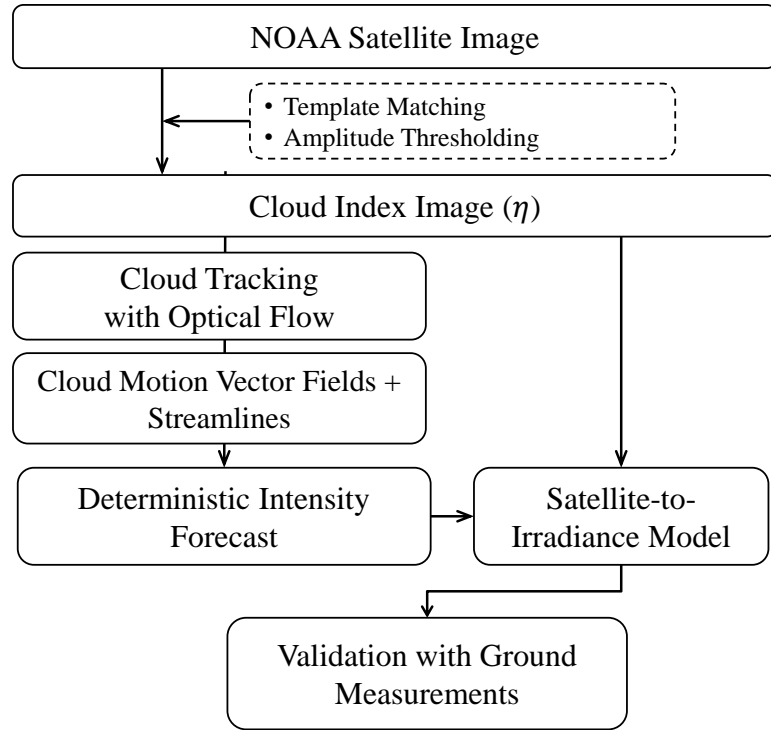 NOAA Satellite Image
• Template Matching
• Amplitude Thresholding
Cloud Index Image (η)
Cloud Tracking
with Optical Flow
Cloud Motion Vector Fields +
Streamlines
Deterministic Intensity
Forecast
Satellite-to-
Irradiance Model
Validation with Ground
Measurements